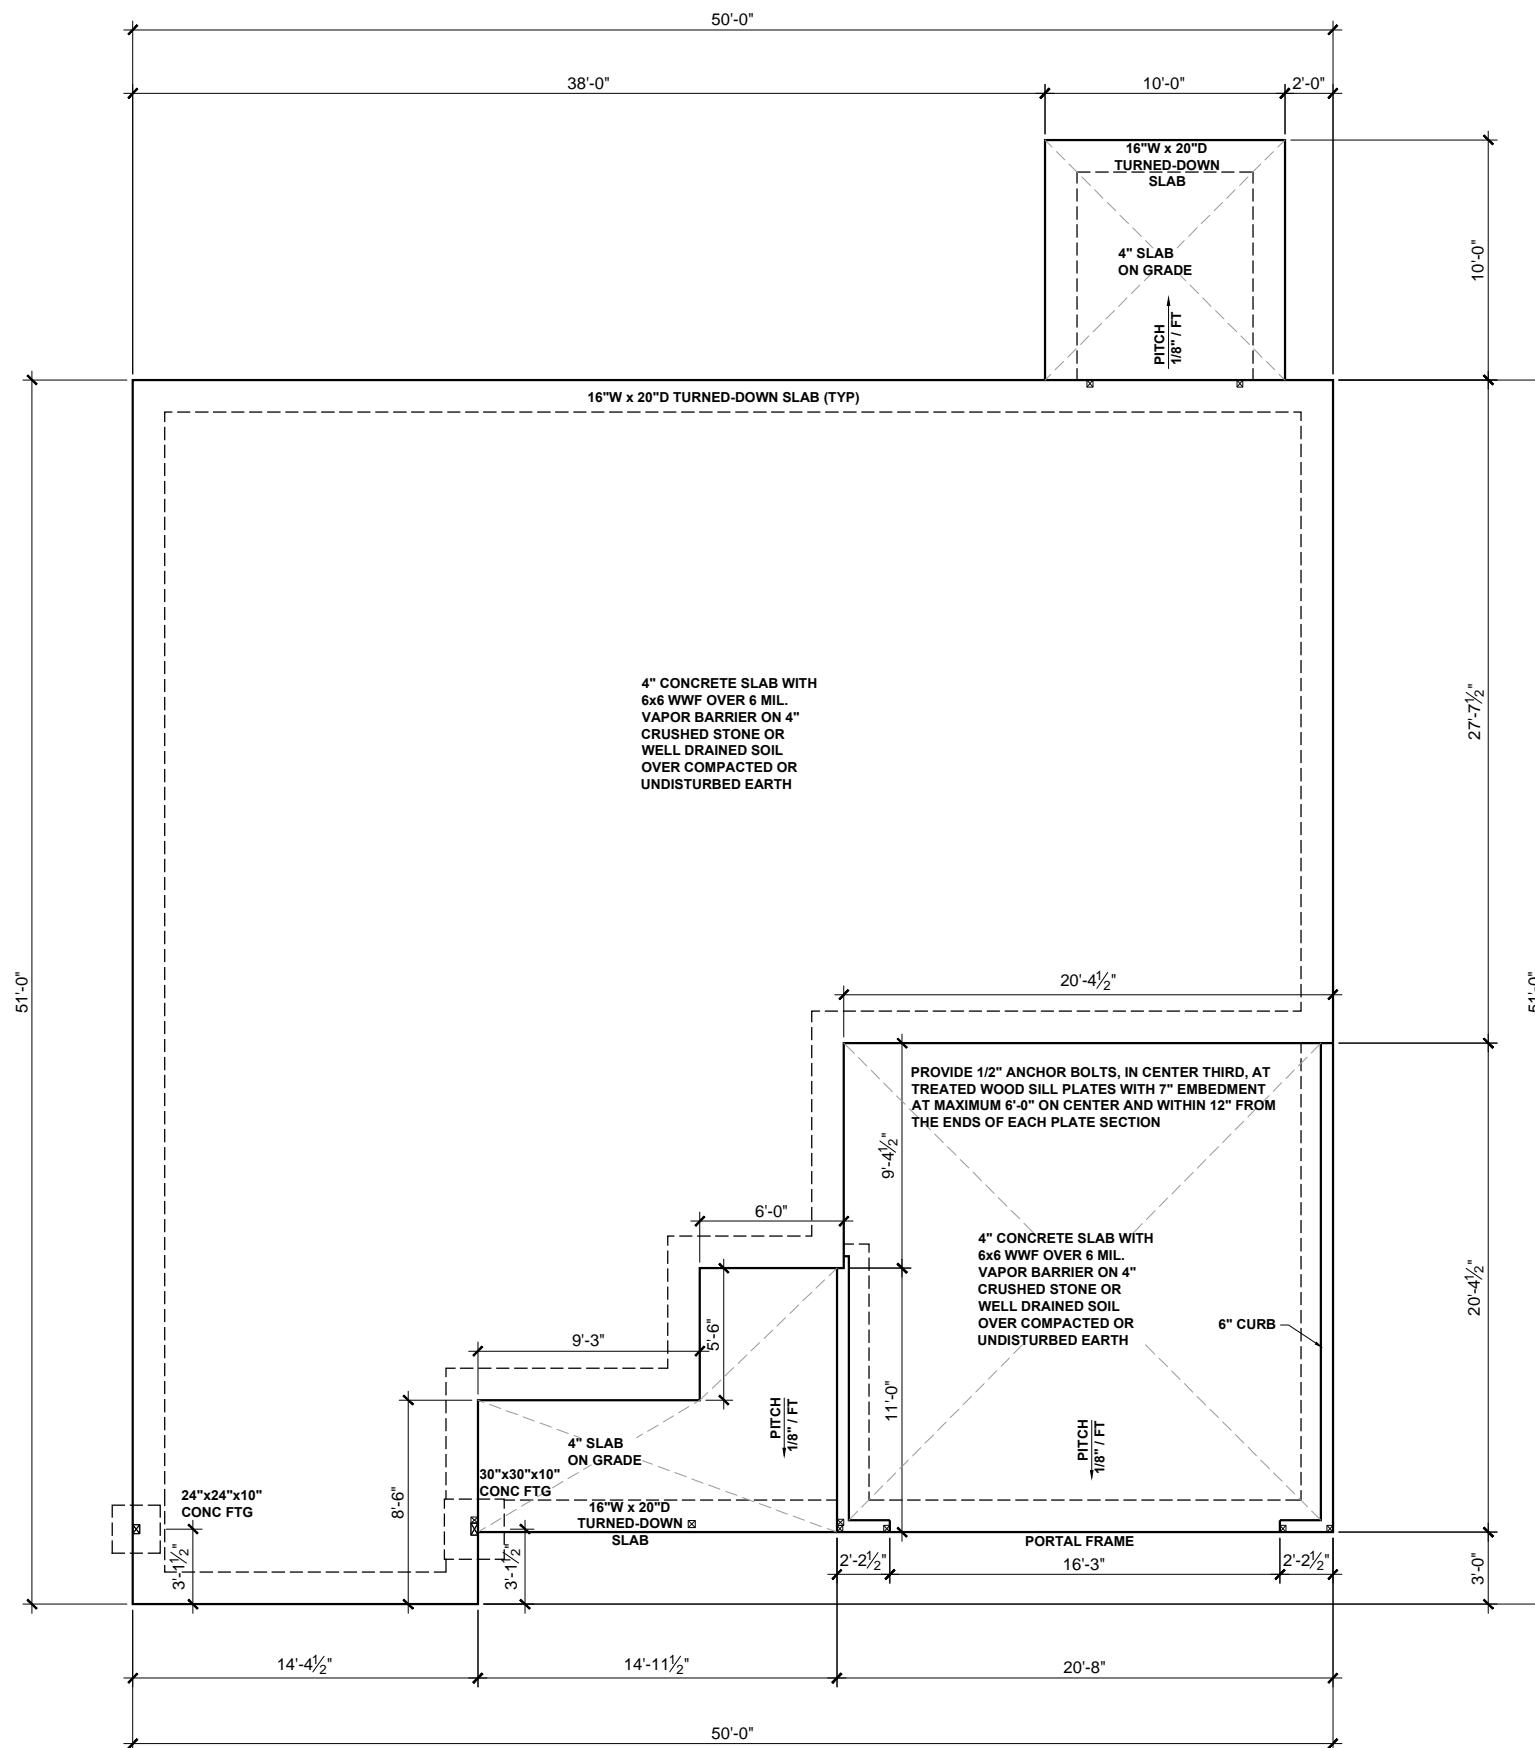 50'-0"
38'-0"
10'-0"
2'-0"
16"W x 20"D
TURNED-DOWN
SLAB
4" SLAB
ON GRADE
10'-0"
PITCH
1/8" / FT
16"W x 20"D TURNED-DOWN SLAB (TYP)
4" CONCRETE SLAB WITH
6x6 WWF OVER 6 MIL.
VAPOR BARRIER ON 4"
CRUSHED STONE OR
WELL DRAINED SOIL
OVER COMPACTED OR
UNDISTURBED EARTH
27'-7½"
51'-0"
51'-0"
20'-4½"
PROVIDE 1/2" ANCHOR BOLTS, IN CENTER THIRD, AT
TREATED WOOD SILL PLATES WITH 7" EMBEDMENT
AT MAXIMUM 6'-0" ON CENTER AND WITHIN 12" FROM
THE ENDS OF EACH PLATE SECTION
9'-4½"
6'-0"
4" CONCRETE SLAB WITH
6x6 WWF OVER 6 MIL.
VAPOR BARRIER ON 4"
CRUSHED STONE OR
WELL DRAINED SOIL
OVER COMPACTED OR
UNDISTURBED EARTH
20'-4½"
6" CURB
9'-3"
5'-6"
11'-0"
PITCH
1/8" / FT
PITCH
1/8" / FT
4" SLAB
ON GRADE
30"x30"x10"
CONC FTG
24"x24"x10"
CONC FTG
8'-6"
16"W x 20"D
TURNED-DOWN
SLAB
PORTAL FRAME
3'-1½"
3'-1½"
2'-2½"
16'-3"
2'-2½"
3'-0"
14'-4½"
14'-11½"
20'-8"
50'-0"